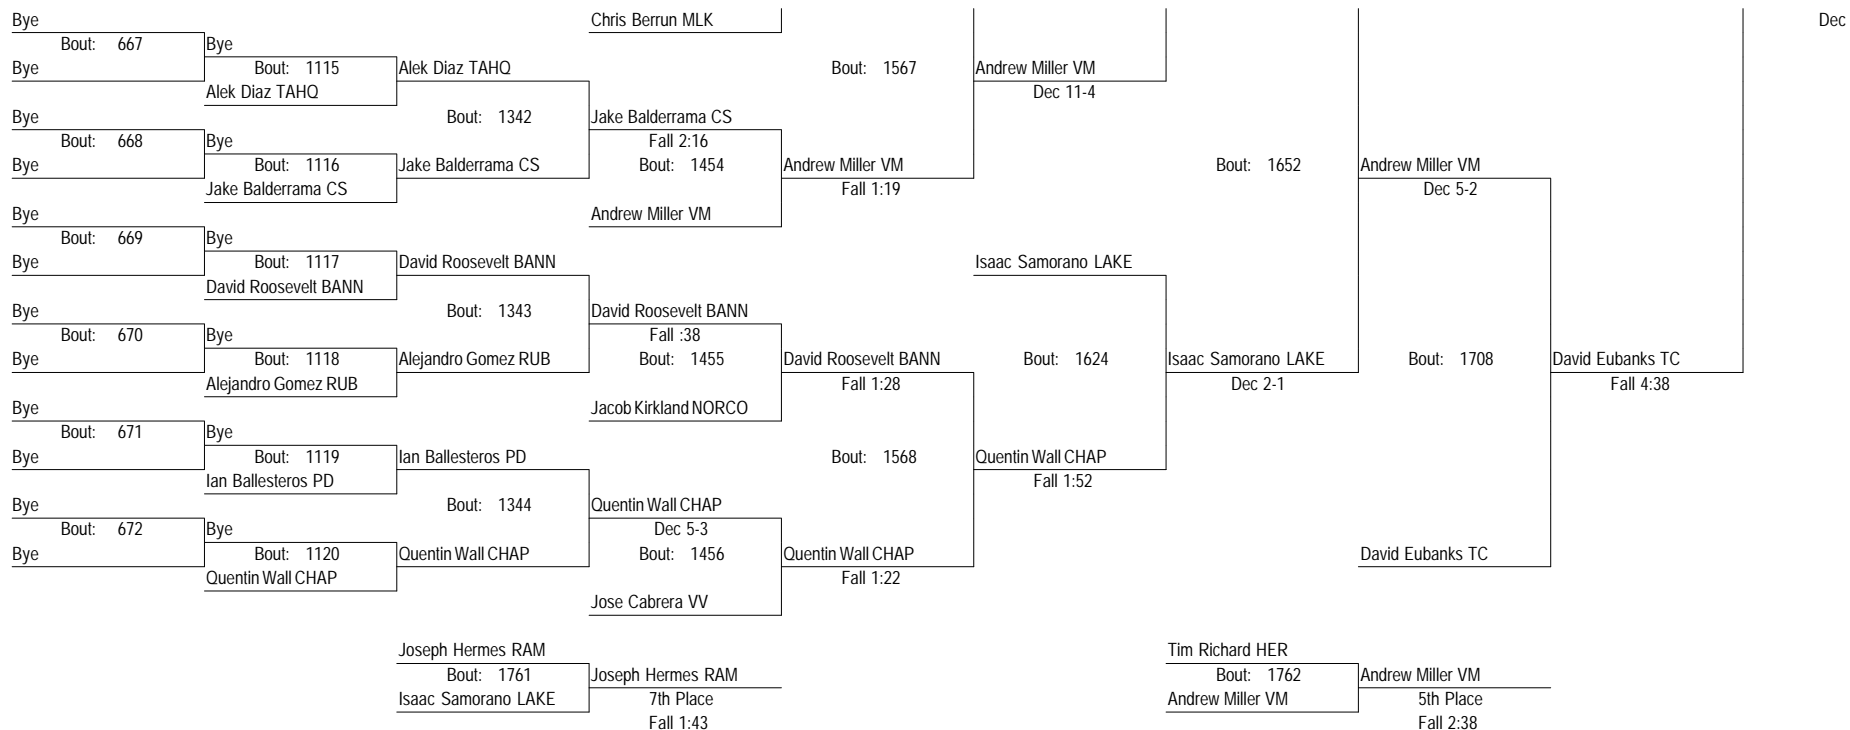 Bye Chris Berrun MLK Dec
Bout: 667 Bye
Bye Bout: 1115 Alek Diaz TAHQ Bout: 1567 Andrew Miller VM
Alek Diaz TAHQ Dec 11-4
Bye Bout: 1342 Jake Balderrama CS
Bout: 668 Bye Fall 2:16
Bye Bout: 1116 Jake Balderrama CS Bout: 1454 Andrew Miller VM Bout: 1652 Andrew Miller VM
Jake Balderrama CS Fall 1:19 Dec 5-2
Bye Andrew Miller VM
Bout: 669 Bye
Bye Bout: 1117 David Roosevelt BANN Isaac Samorano LAKE
David Roosevelt BANN
Bye Bout: 1343 David Roosevelt BANN
Bout: 670 Bye Fall :38
Bye Bout: 1118 Alejandro Gomez RUB Bout: 1455 David Roosevelt BANN Bout: 1624 Isaac Samorano LAKE Bout: 1708 David Eubanks TC
Alejandro Gomez RUB Fall 1:28 Dec 2-1 Fall 4:38
Bye Jacob Kirkland NORCO
Bout: 671 Bye
Bye Bout: 1119 Ian Ballesteros PD Bout: 1568 Quentin Wall CHAP
Ian Ballesteros PD Fall 1:52
Bye Bout: 1344 Quentin Wall CHAP
Bout: 672 Bye Dec 5-3
Bye Bout: 1120 Quentin Wall CHAP Bout: 1456 Quentin Wall CHAP David Eubanks TC
Quentin Wall CHAP Fall 1:22
Jose Cabrera VV
Joseph Hermes RAM Tim Richard HER
Bout: 1761 Joseph Hermes RAM Bout: 1762 Andrew Miller VM
Isaac Samorano LAKE 7th Place Andrew Miller VM 5th Place
Fall 1:43 Fall 2:38